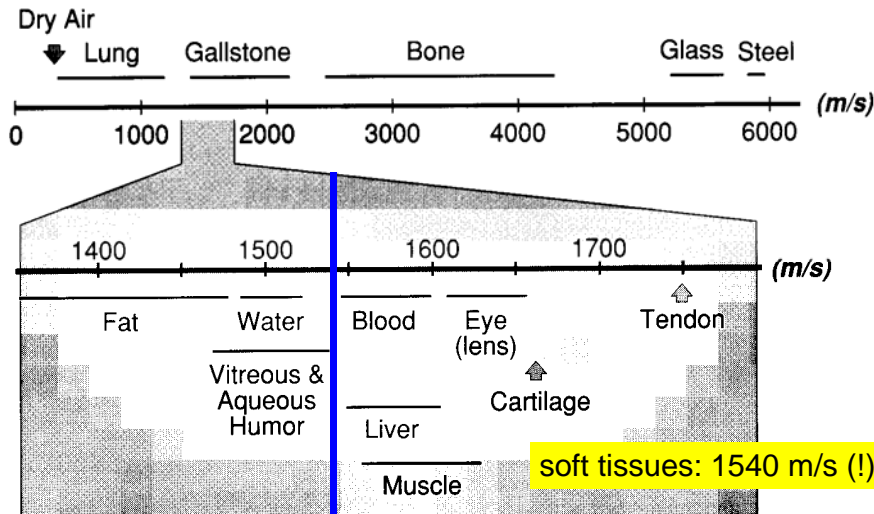 Dry Air
Lung Gallstone Bone Glass Steel
(m/s)
0 1000 2000 3000 4000 5000 6000
1400 1500 1600 1700
(m/s)
Fat Water Blood Eye (lens) Tendon
Vitreous & Aqueous Humor
Cartilage
Liver
soft tissues: 1540 m/s (!)
Muscle